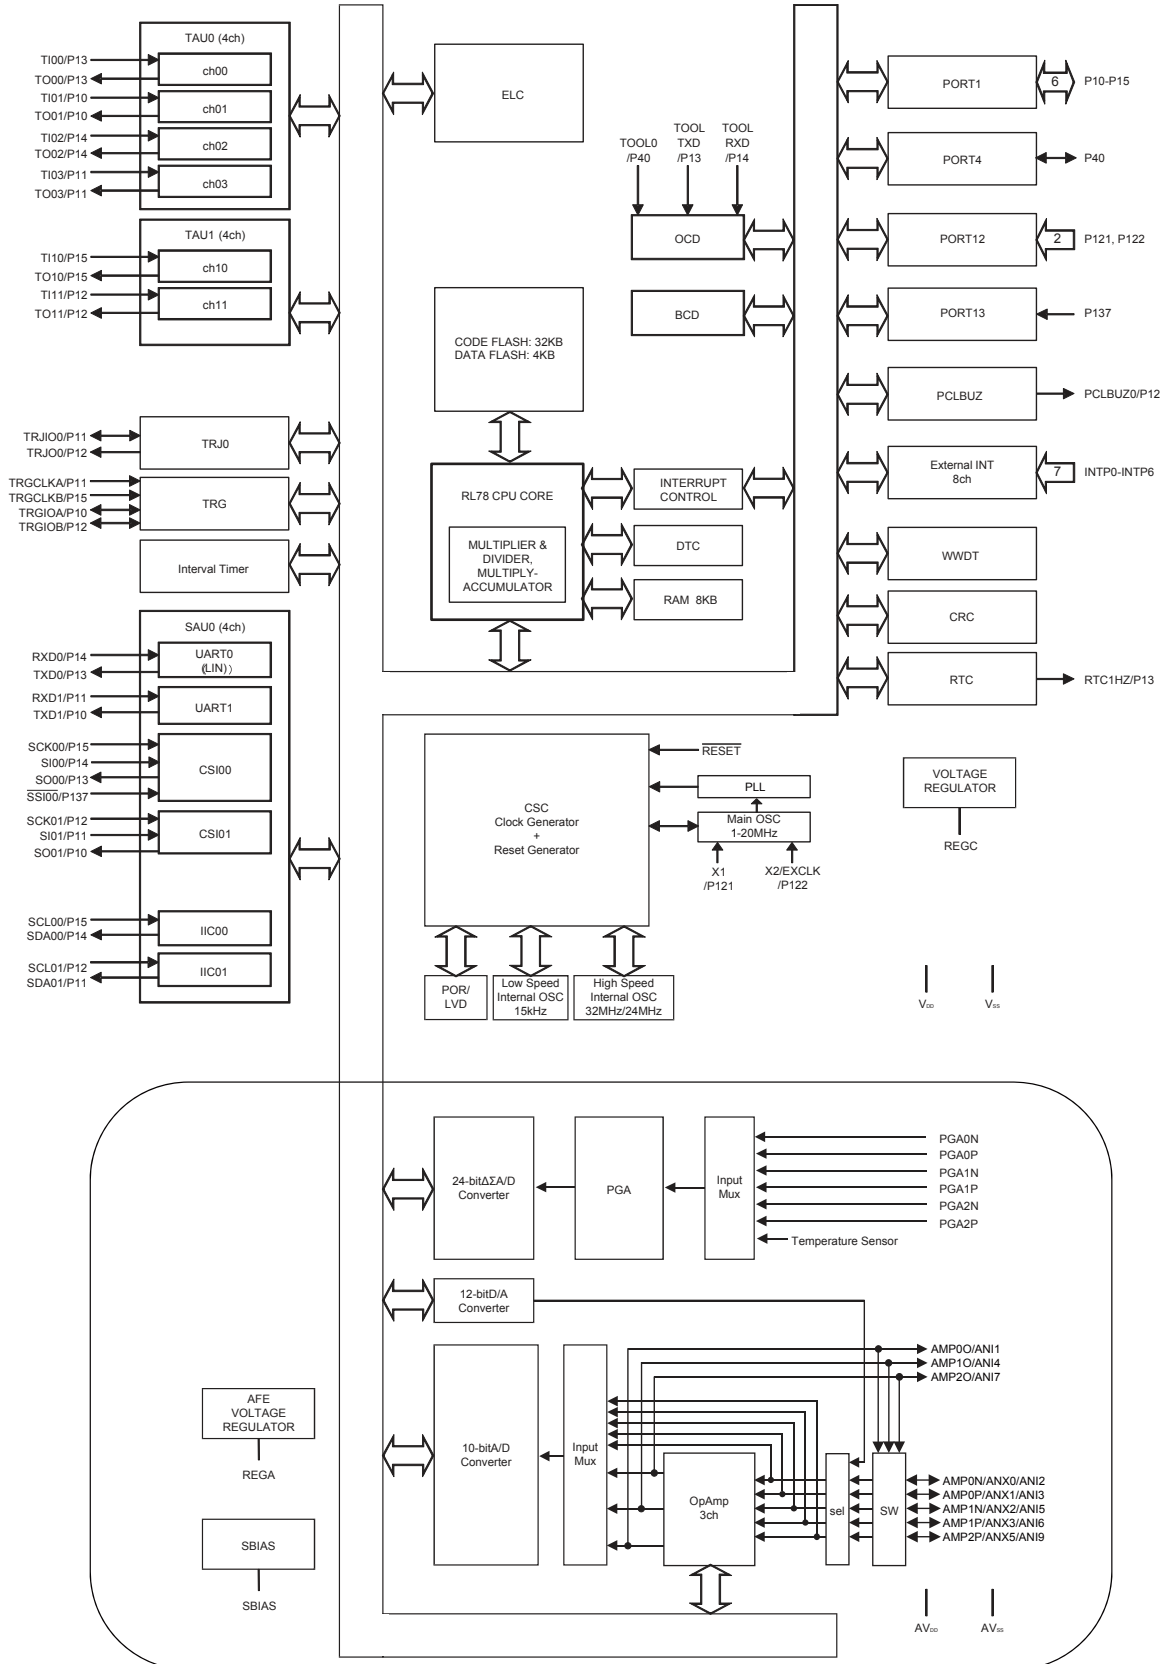 TAU0 (4ch)
TI00/P13
TO00/P13
ch00
TI01/P10
TO01/P10
ch01
TI02/P14
TO02/P14
ch02
TI03/P11
TO03/P11
ch03
TAU1 (4ch)
TI10/P15
TO10/P15
ch10
TI11/P12
TO11/P12
ch11
TRJIO0/P11
TRJO0/P12
TRJ0
TRGCLKA/P11
TRGCLKB/P15
TRGIOA/P10
TRGIOB/P12
TRG
Interval Timer
SAU0 (4ch)
RXD0/P14
TXD0/P13
UART0
(LIN))
RXD1/P11
TXD1/P10
UART1
SCK00/P15
SI00/P14
SO00/P13
SSI00/P137
CSI00
SCK01/P12
SI01/P11
SO01/P10
CSI01
SCL00/P15
SDA00/P14
IIC00
SCL01/P12
SDA01/P11
IIC01
ELC
TOOL0
/P40
TOOL
TXD
/P13
TOOL
RXD
/P14
OCD
BCD
CODE FLASH: 32KB
DATA FLASH: 4KB
RL78 CPU CORE
MULTIPLIER &
DIVIDER,
MULTIPLY-
ACCUMULATOR
INTERRUPT
CONTROL
DTC
RAM 8KB
PORT1
6
P10-P15
PORT4
P40
PORT12
2
P121, P122
PORT13
P137
PCLBUZ
PCLBUZ0/P12
External INT
8ch
7
INTP0-INTP6
WWDT
CRC
RTC
RTC1HZ/P13
CSC
Clock Generator
+
Reset Generator
RESET
PLL
Main OSC
1-20MHz
X1
/P121
X2/EXCLK
/P122
VOLTAGE
REGULATOR
REGC
POR/
LVD
Low Speed
Internal OSC
15kHz
High Speed
Internal OSC
32MHz/24MHz
VDD
VSS
24-bitΔΣA/D
Converter
PGA
Input
Mux
PGA0N
PGA0P
PGA1N
PGA1P
PGA2N
PGA2P
Temperature Sensor
12-bitD/A
Converter
AMP0O/ANI1
AMP1O/ANI4
AMP2O/ANI7
10-bitA/D
Converter
Input
Mux
OpAmp
3ch
sel
SW
AMP0N/ANX0/ANI2
AMP0P/ANX1/ANI3
AMP1N/ANX2/ANI5
AMP1P/ANX3/ANI6
AMP2P/ANX5/ANI9
AFE
VOLTAGE
REGULATOR
REGA
SBIAS
SBIAS
AVDD
AVSS